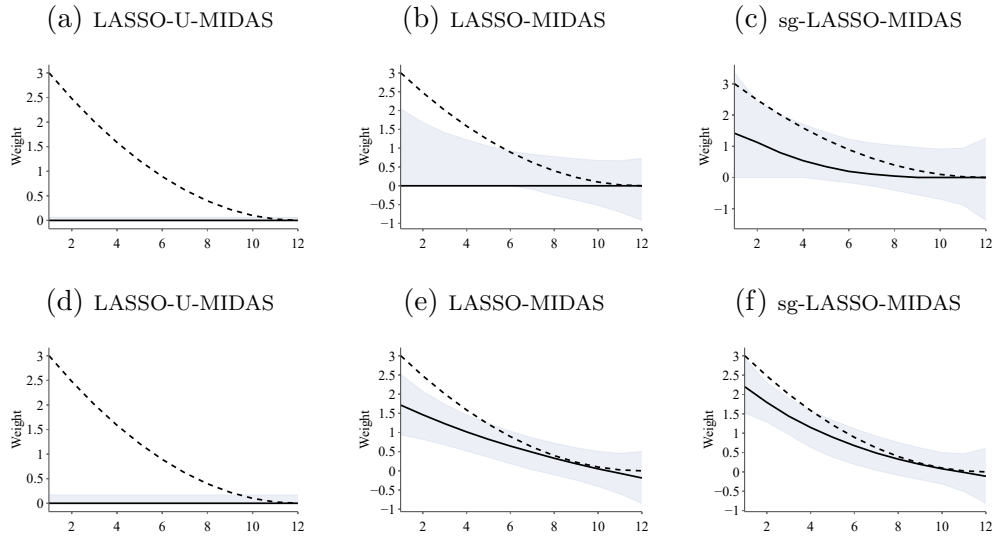 (a) LASSO-U-MIDAS
Weight
3
2.5
2
1.5
1
0.5
0
2 4 6 8 10 12
(b) LASSO-MIDAS
Weight
3
2.5
2
1.5
1
0.5
0
−0.5
−1
2 4 6 8 10 12
(c) sg-LASSO-MIDAS
Weight
3
2
1
0
−1
2 4 6 8 10 12
(d) LASSO-U-MIDAS
Weight
3
2.5
2
1.5
1
0.5
0
2 4 6 8 10 12
(e) LASSO-MIDAS
Weight
3
2.5
2
1.5
1
0.5
0
−0.5
−1
2 4 6 8 10 12
(f) sg-LASSO-MIDAS
Weight
3
2.5
2
1.5
1
0.5
0
−0.5
−1
2 4 6 8 10 12